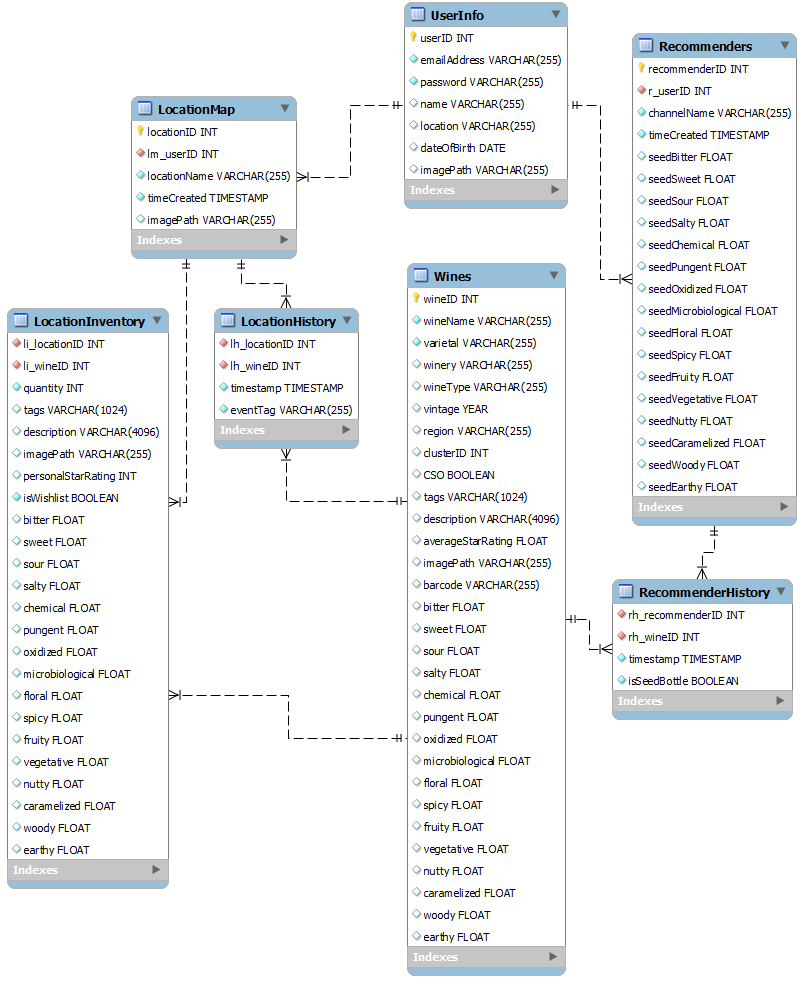 UserInfo
userID INT
emailAddress VARCHAR(255)
password VARCHAR(255)
name VARCHAR(255)
location VARCHAR(255)
dateOfBirth DATE
imagePath VARCHAR(255)
Indexes
Recommenders
recommenderID INT
r_userID INT
channelName VARCHAR(255)
timeCreated TIMESTAMP
seedBitter FLOAT
seedSweet FLOAT
seedSour FLOAT
seedSalty FLOAT
seedChemical FLOAT
seedPungent FLOAT
seedOxidized FLOAT
seedMicrobiological FLOAT
seedFloral FLOAT
seedSpicy FLOAT
seedFruity FLOAT
seedVegetative FLOAT
seedNutty FLOAT
seedCaramelized FLOAT
seedWoody FLOAT
seedEarthy FLOAT
Indexes
LocationMap
locationID INT
lm_userID INT
locationName VARCHAR(255)
timeCreated TIMESTAMP
imagePath VARCHAR(255)
Indexes
LocationInventory
li_locationID INT
li_wineID INT
quantity INT
tags VARCHAR(1024)
description VARCHAR(4096)
imagePath VARCHAR(255)
personalStarRating INT
isWishlist BOOLEAN
bitter FLOAT
sweet FLOAT
sour FLOAT
salty FLOAT
chemical FLOAT
pungent FLOAT
oxidized FLOAT
microbiological FLOAT
floral FLOAT
spicy FLOAT
fruity FLOAT
vegetative FLOAT
nutty FLOAT
caramelized FLOAT
woody FLOAT
earthy FLOAT
Indexes
LocationHistory
lh_locationID INT
lh_wineID INT
timestamp TIMESTAMP
eventTag VARCHAR(255)
Indexes
Wines
wineID INT
wineName VARCHAR(255)
varietal VARCHAR(255)
winery VARCHAR(255)
wineType VARCHAR(255)
vintage YEAR
region VARCHAR(255)
clusterID INT
CSO BOOLEAN
tags VARCHAR(1024)
description VARCHAR(4096)
averageStarRating FLOAT
imagePath VARCHAR(255)
barcode VARCHAR(255)
bitter FLOAT
sweet FLOAT
sour FLOAT
salty FLOAT
chemical FLOAT
pungent FLOAT
oxidized FLOAT
microbiological FLOAT
floral FLOAT
spicy FLOAT
fruity FLOAT
vegetative FLOAT
nutty FLOAT
caramelized FLOAT
woody FLOAT
earthy FLOAT
Indexes
RecommenderHistory
rh_recommenderID INT
rh_wineID INT
timestamp TIMESTAMP
isSeedBottle BOOLEAN
Indexes